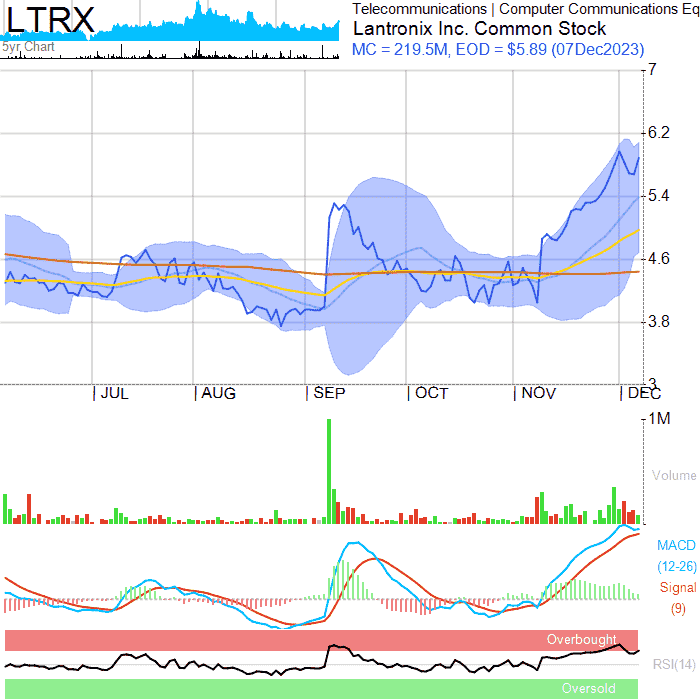 LTRX
5yr Chart
Telecommunications | Computer Communications Eq
Lantronix Inc. Common Stock
MC = 219.5M, EOD = $5.89 (07Dec2023)
7
6.2
5.4
4.6
3.8
3
JUL
AUG
SEP
OCT
NOV
DEC
1M
Volume
MACD
(12-26)
Signal
(9)
Overbought
RSI(14)
Oversold